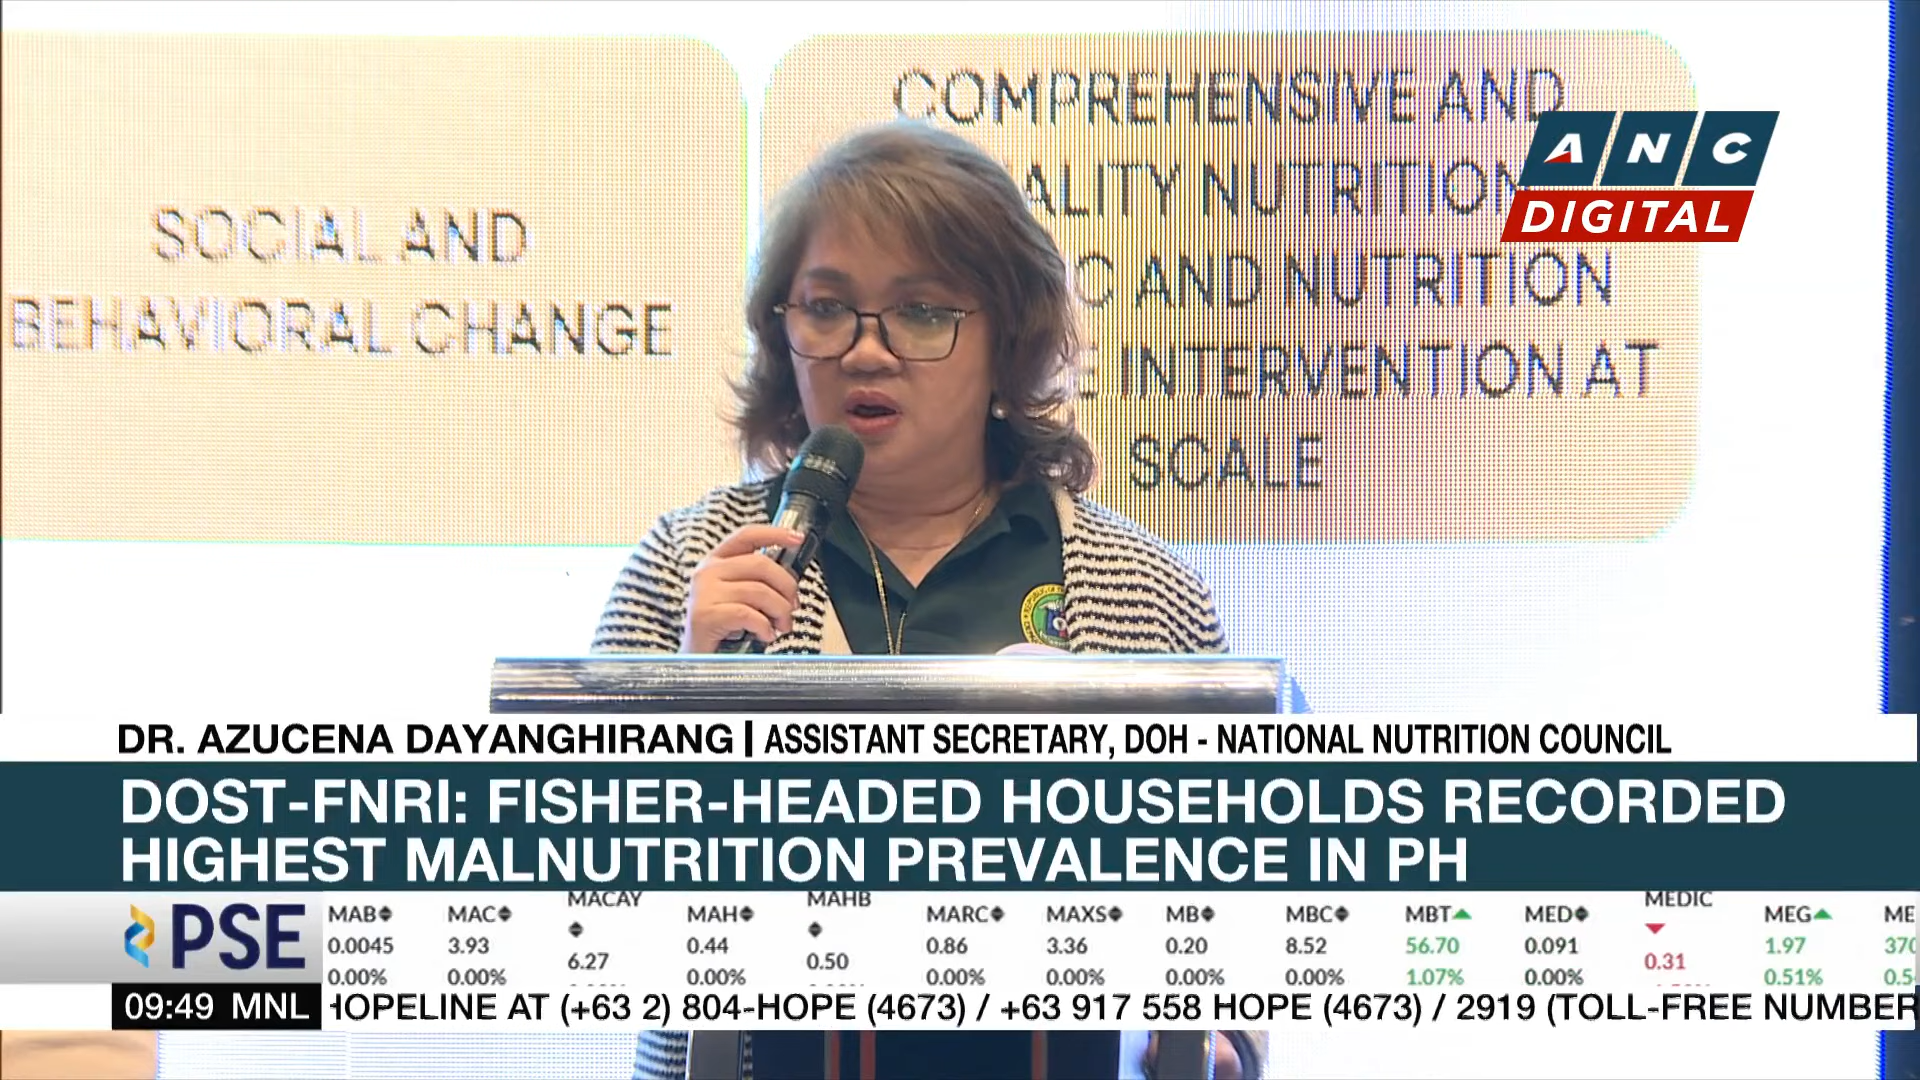 SOCIAL AND
BEHAVIORAL CHANGE
COMPREHENSIVE AND
NUTRITION
AND NUTRITION
INTERVENTION AT
SCALE
ANC
DIGITAL
DR. AZUCENA DAYANGHIRANG | ASSISTANT SECRETARY, DOH - NATIONAL NUTRITION COUNCIL
DOST-FNRI: FISHER-HEADED HOUSEHOLDS RECORDED
HIGHEST MALNUTRITION PREVALENCE IN PH
PSE
MAB MAC MACAY MAH MAHB MARC MAXS MB MBC MBT MED MEDIC MEG ME
0.0045 3.93 6.27 0.44 0.50 0.86 3.36 0.20 8.52 56.70 0.091 0.31 1.97
0.00% 0.00% 0.00% 0.00% 0.00% 0.00% 0.00% 1.07% 0.00% 0.51%
09:49 MNL HOPELINE AT (+63 2) 804-HOPE (4673) / +63 917 558 HOPE (4673) / 2919 (TOLL-FREE NUMBER